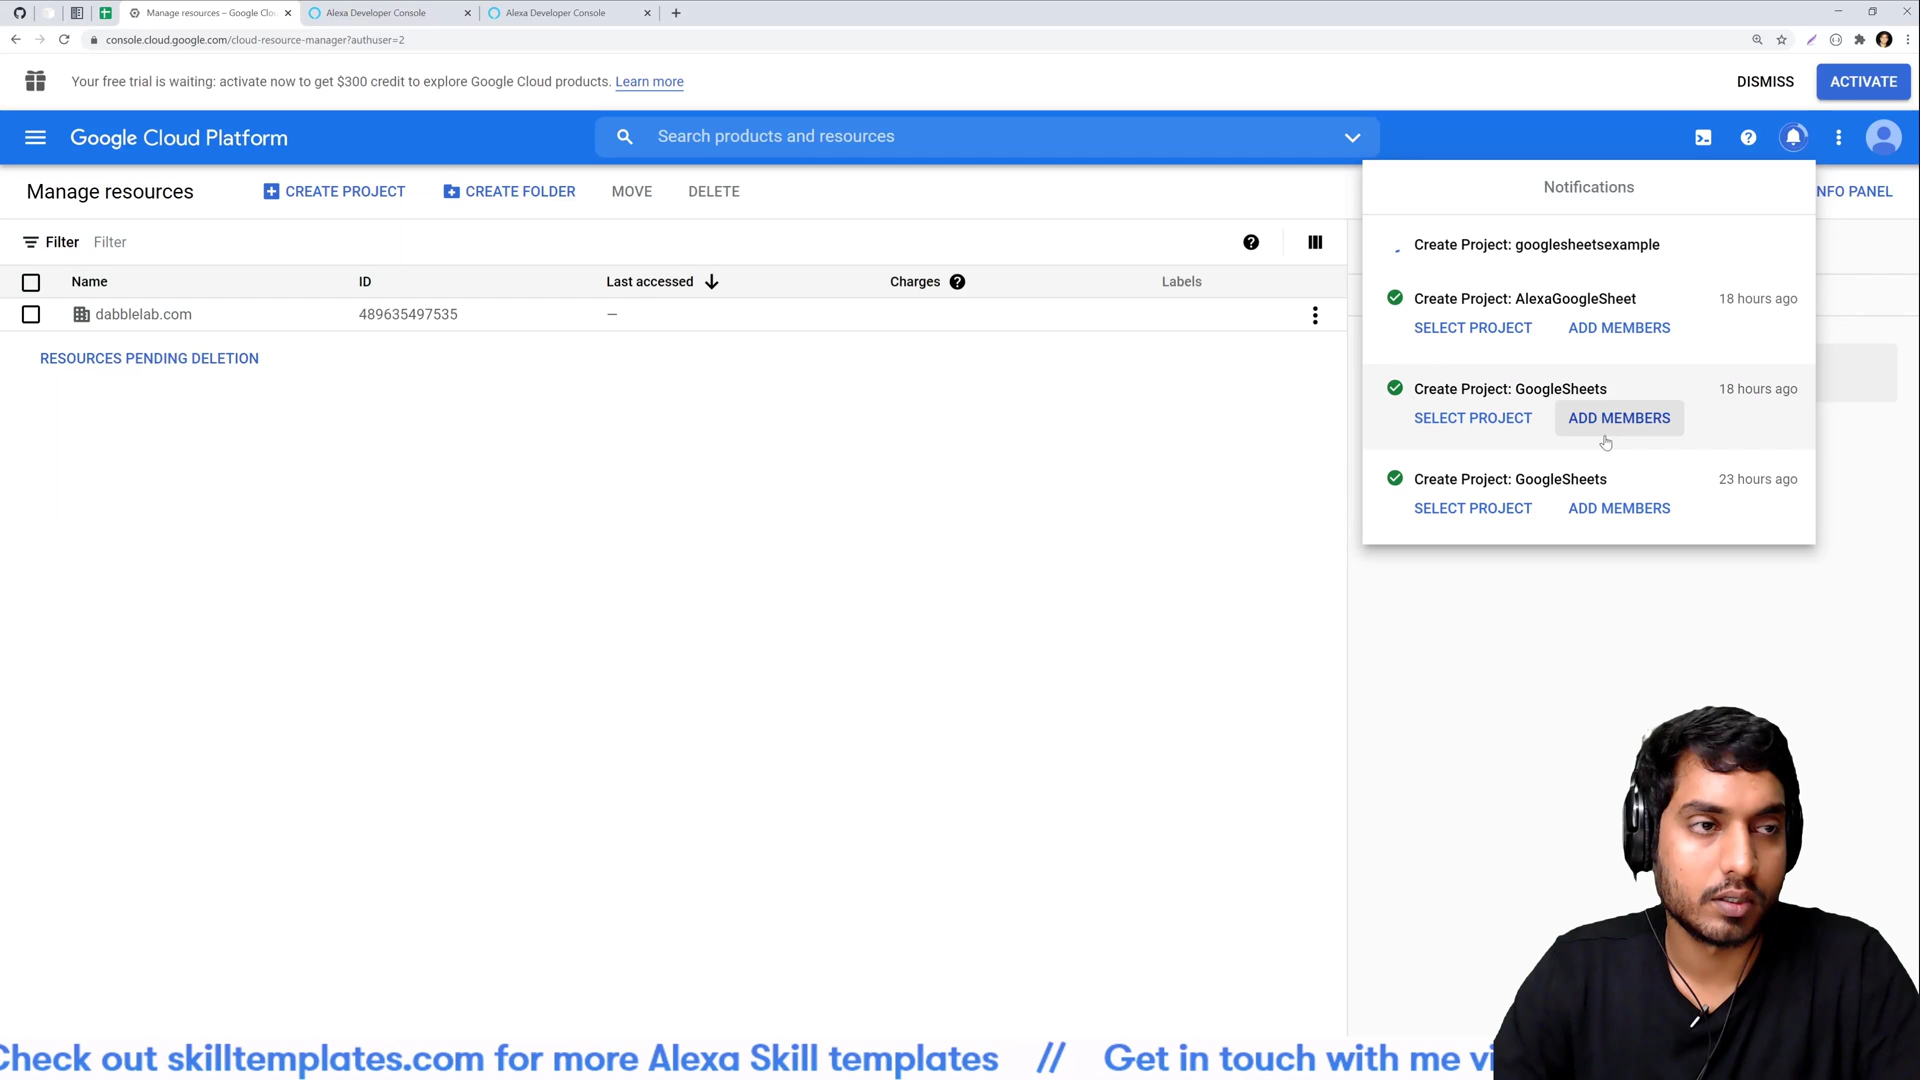 Manage resources – Google Clou
Alexa Developer Console
Alexa Developer Console
console.cloud.google.com/cloud-resource-manager?authuser=2
Your free trial is waiting: activate now to get $300 credit to explore Google Cloud products. Learn more
DISMISS
ACTIVATE
Google Cloud Platform
Search products and resources
Manage resources
CREATE PROJECT
CREATE FOLDER
MOVE
DELETE
NFO PANEL
Filter
Filter
Name
ID
Last accessed
Charges
Labels
dabblelab.com
489635497535
—
RESOURCES PENDING DELETION
Notifications
Create Project: googlesheetsexample
Create Project: AlexaGoogleSheet
18 hours ago
SELECT PROJECT
ADD MEMBERS
Create Project: GoogleSheets
18 hours ago
SELECT PROJECT
ADD MEMBERS
Create Project: GoogleSheets
23 hours ago
SELECT PROJECT
ADD MEMBERS
Check out skilltemplates.com for more Alexa Skill templates // Get in touch with me vi